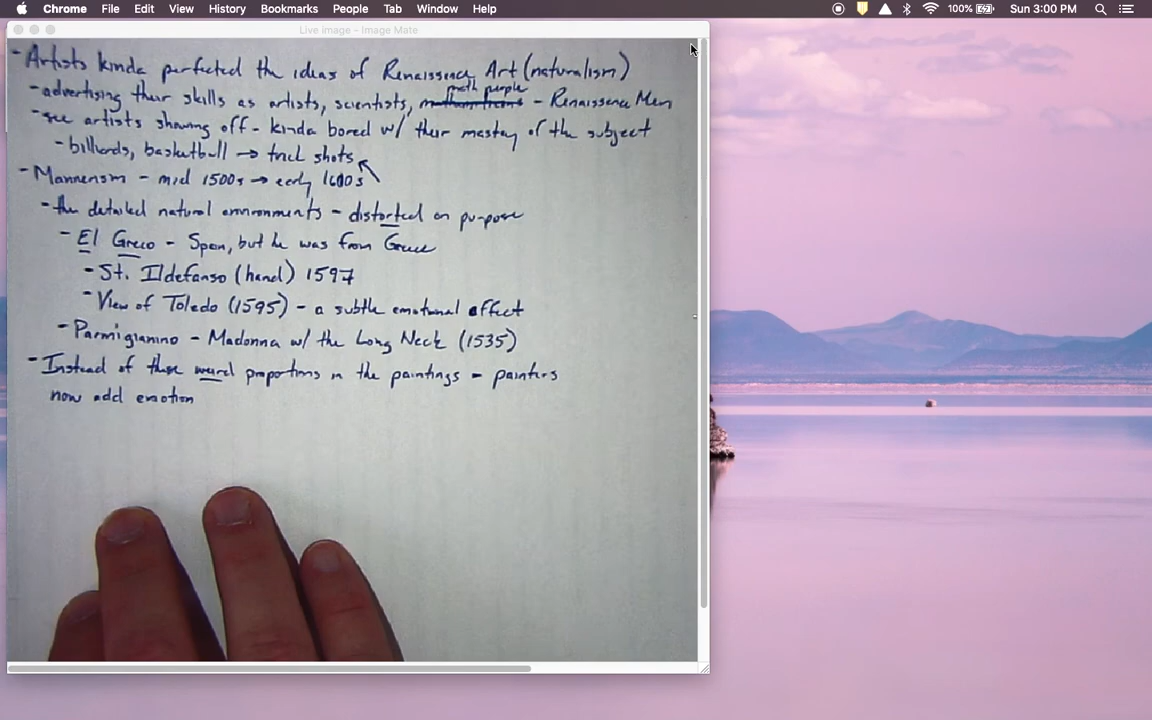 Chrome File Edit View History Bookmarks People Tab Window Help 100% Sun 3:00 PM
Live image - Image Mate
- Artists kinda perfected the ideas of Renaissence Art (naturalism)
math people
- advertising their skills as artists, scientists, - Renaissence Men
- see artists showing off - kinda bored w/ their mastery of the subject
- billiards, basketball → trick shots
- Mannerism - mid 1500s → early 1600s
- the detailed natural environments - distorted on purpose
- El Greco - Spain, but he was from Greece
- St. Ildefanso (hand) 1597
- View of Toledo (1595) - a subtle emotional effect
- Parmigianino - Madonna w/ the Long Neck (1535)
- Instead of these weird proportions in the paintings - painters
now add emotion